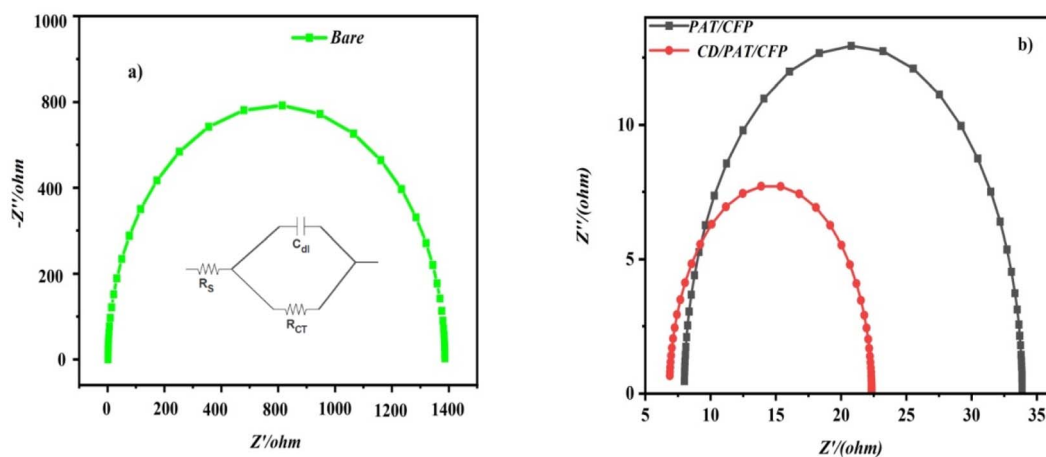 1000
800
400
200
0
-Z''/ohm
a)
Bare
C_dl
R_S
R_CT
0 200 400 600 800 1000 1200 1400
Z'/ohm
PAT/CFP
CD/PAT/CFP
b)
10
5
0
Z''/(ohm)
5 10 15 20 25 30 35
Z'/(ohm)